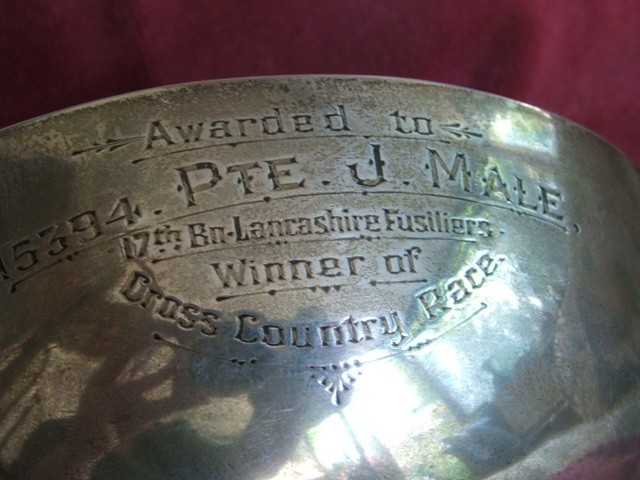 Awarded to
15394. PTE. J. MALE,
17th Bn. Lancashire Fusiliers.
Winner of
Cross Country Race.